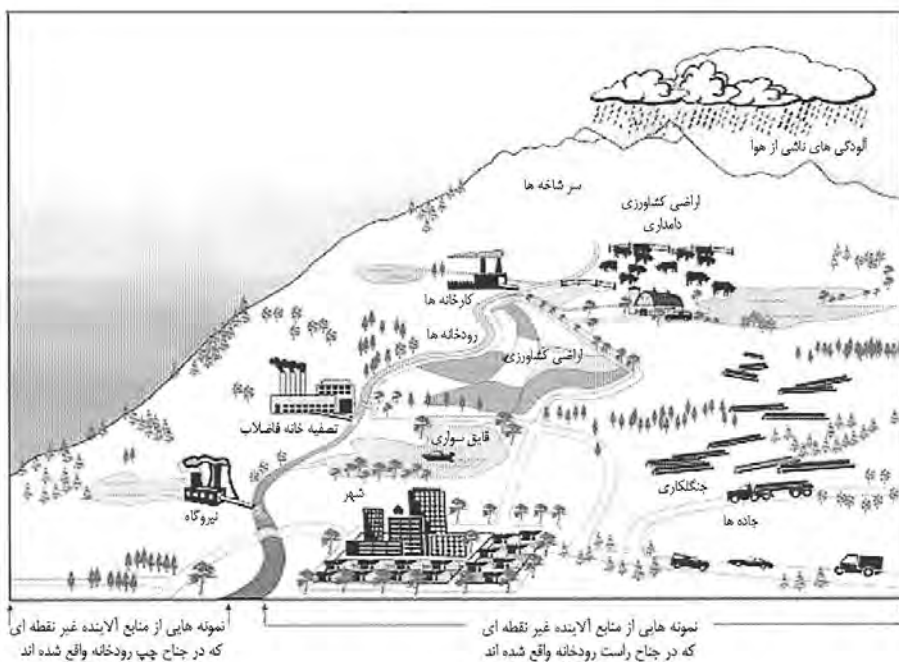 آلودگی های ناشی از هوا
سر شاخه ها
اراضی کشاورزی
دامداری
کارخانه ها
رودخانه ها
اراضی کشاورزی
تصفیه خانه فاضلاب
قایق سواری
جنگلکاری
شهر
نیروگاه
جاده ها
نمونه هایی از منابع آلاینده غیر نقطه ای
که در جناح راست رودخانه واقع شده اند
نمونه هایی از منابع آلاینده غیر نقطه ای
که در جناح چپ رودخانه واقع شده اند